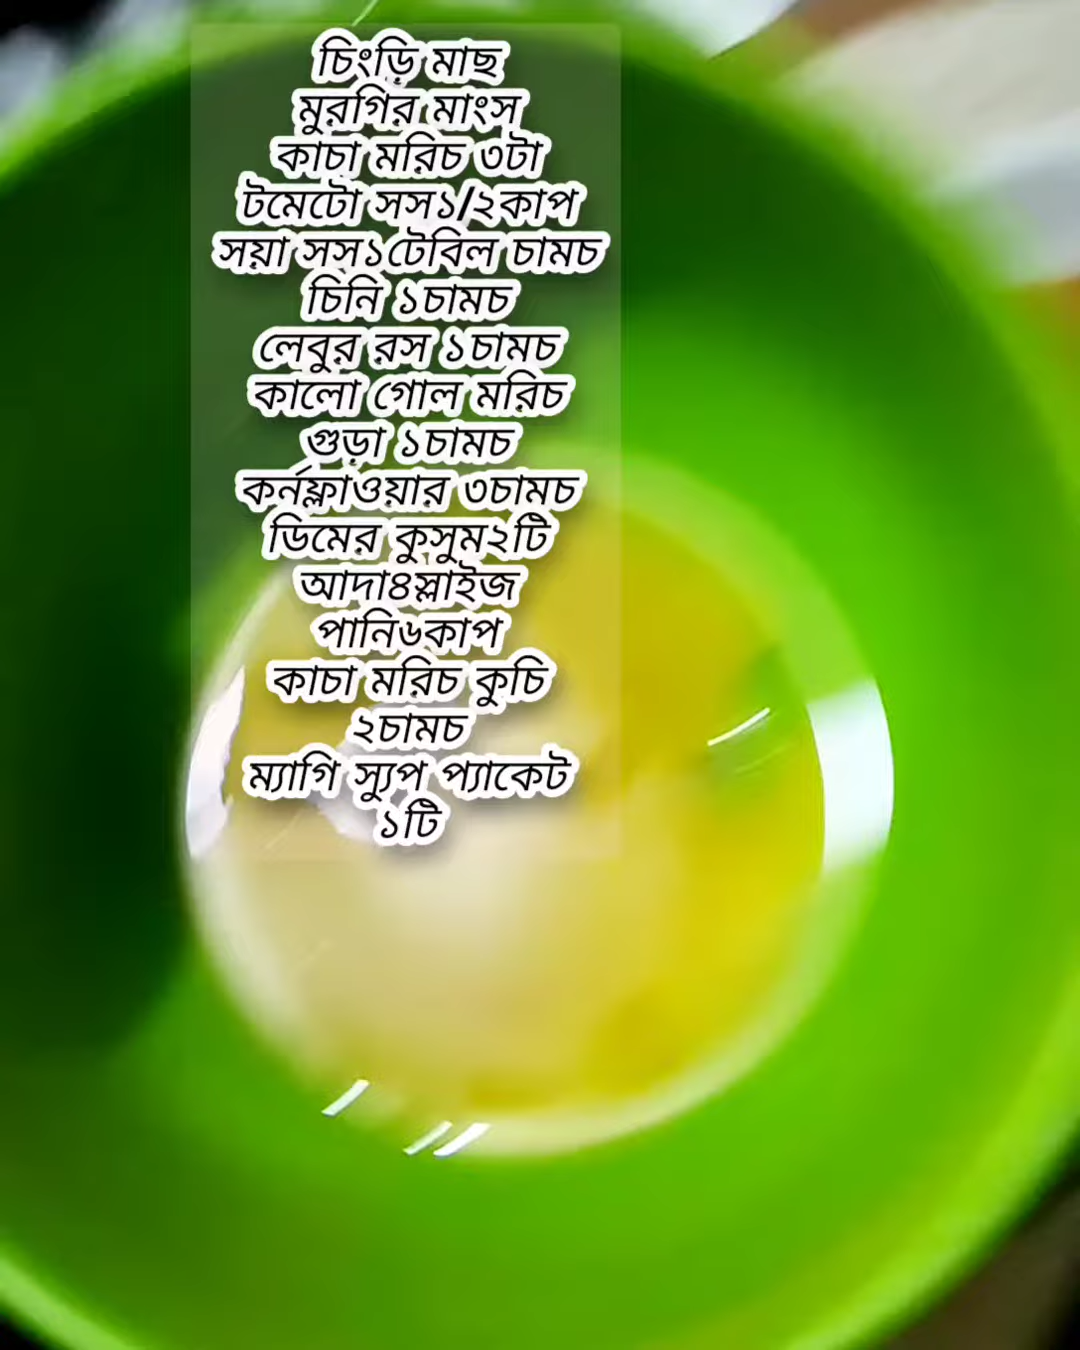 চিংড়ি মাছ
মুরগির মাংস
কাচা মরিচ ৩টা
টমেটো সস১/২কাপ
সয়া সস১টেবিল চামচ
চিনি ১চামচ
লেবুর রস ১চামচ
কালো গোল মরিচ
গুড়া ১চামচ
কর্নফ্লাওয়ার ৩চামচ
ডিমের কুসুম২টি
আদা৪স্লাইজ
পানি৬কাপ
কাচা মরিচ কুচি
২চামচ
ম্যাগি স্যুপ প্যাকেট
১টি